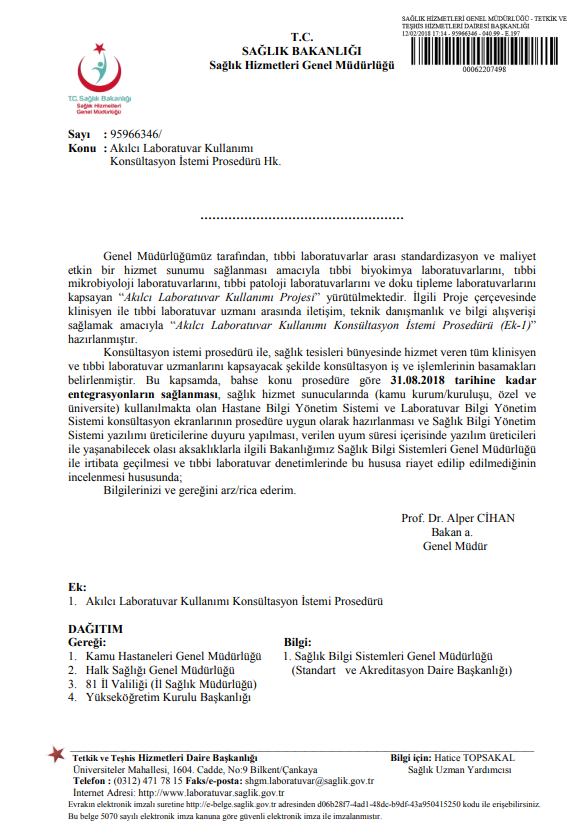 SAĞLIK HİZMETLERİ GENEL MÜDÜRLÜĞÜ - TETKİK VE
TEŞHİS HİZMETLERİ DAİRESİ BAŞKANLIĞI
12/02/2018 17:14 - 95966346 - 040.99 - E.197
00062207498
T.C.
SAĞLIK BAKANLIĞI
Sağlık Hizmetleri Genel Müdürlüğü
T.C. Sağlık Bakanlığı
Sağlık Hizmetleri
Genel Müdürlüğü
Sayı : 95966346/
Konu : Akılcı Laboratuvar Kullanımı
Konsültasyon İstemi Prosedürü Hk.
...................................................
Genel Müdürlüğümüz tarafından, tıbbi laboratuvarlar arası standardizasyon ve maliyet
etkin bir hizmet sunumu sağlanması amacıyla tıbbi biyokimya laboratuvarlarını, tıbbi
mikrobiyoloji laboratuvarlarını, tıbbi patoloji laboratuvarlarını ve doku tipleme laboratuvarlarını
kapsayan “Akılcı Laboratuvar Kullanımı Projesi” yürütülmektedir. İlgili Proje çerçevesinde
klinisyen ile tıbbi laboratuvar uzmanı arasında iletişim, teknik danışmanlık ve bilgi alışverişi
sağlamak amacıyla “Akılcı Laboratuvar Kullanımı Konsültasyon İstemi Prosedürü (Ek-1)”
hazırlanmıştır.
Konsültasyon istemi prosedürü ile, sağlık tesisleri bünyesinde hizmet veren tüm klinisyen
ve tıbbi laboratuvar uzmanlarını kapsayacak şekilde konsültasyon iş ve işlemlerinin basamakları
belirlenmiştir. Bu kapsamda, bahse konu prosedüre göre 31.08.2018 tarihine kadar
entegrasyonların sağlanması, sağlık hizmet sunucularında (kamu kurum/kuruluşu, özel ve
üniversite) kullanılmakta olan Hastane Bilgi Yönetim Sistemi ve Laboratuvar Bilgi Yönetim
Sistemi konsültasyon ekranlarının prosedüre uygun olarak hazırlanması ve Sağlık Bilgi Yönetim
Sistemi yazılımı üreticilerine duyuru yapılması, verilen uyum süresi içerisinde yazılım üreticileri
ile yaşanabilecek olası aksaklıklarla ilgili Bakanlığımız Sağlık Bilgi Sistemleri Genel Müdürlüğü
ile irtibata geçilmesi ve tıbbi laboratuvar denetimlerinde bu hususa riayet edilip edilmediğinin
incelenmesi hususunda;
Bilgilerinizi ve gereğini arz/rica ederim.
Prof. Dr. Alper CİHAN
Bakan a.
Genel Müdür
Ek:
1. Akılcı Laboratuvar Kullanımı Konsültasyon İstemi Prosedürü
DAĞITIM
Gereği: Bilgi:
1. Kamu Hastaneleri Genel Müdürlüğü 1. Sağlık Bilgi Sistemleri Genel Müdürlüğü
2. Halk Sağlığı Genel Müdürlüğü (Standart ve Akreditasyon Daire Başkanlığı)
3. 81 İl Valiliği (İl Sağlık Müdürlüğü)
4. Yükseköğretim Kurulu Başkanlığı
Tetkik ve Teşhis Hizmetleri Daire Başkanlığı Bilgi için: Hatice TOPSAKAL
Üniversiteler Mahallesi, 1604. Cadde, No:9 Bilkent/Çankaya Sağlık Uzman Yardımcısı
Telefon : (0312) 471 78 15 Faks/e-posta: shgm.laboratuvar@saglik.gov.tr
İnternet Adresi: http://www.laboratuvar.saglik.gov.tr
Evrakın elektronik imzalı suretine http://e-belge.saglik.gov.tr adresinden d06b28f7-4ad1-48dc-b9df-43a950415250 kodu ile erişebilirsiniz.
Bu belge 5070 sayılı elektronik imza kanuna göre güvenli elektronik imza ile imzalanmıştır.